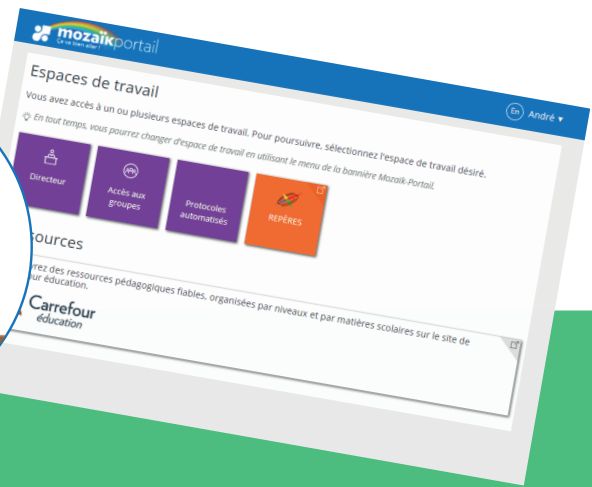 mozaïkportail
Ça va bien aller !
En André
Espaces de travail
Vous avez accès à un ou plusieurs espaces de travail. Pour poursuivre, sélectionnez l'espace de travail désiré.
En tout temps, vous pourrez changer d'espace de travail en utilisant le menu de la bannière Mozaïk-Portail.
Directeur
Accès aux
groupes
Protocoles
automatisés
REPÈRES
sources
rez des ressources pédagogiques fiables, organisées par niveaux et par matières scolaires sur le site de
ur éducation.
Carrefour
éducation